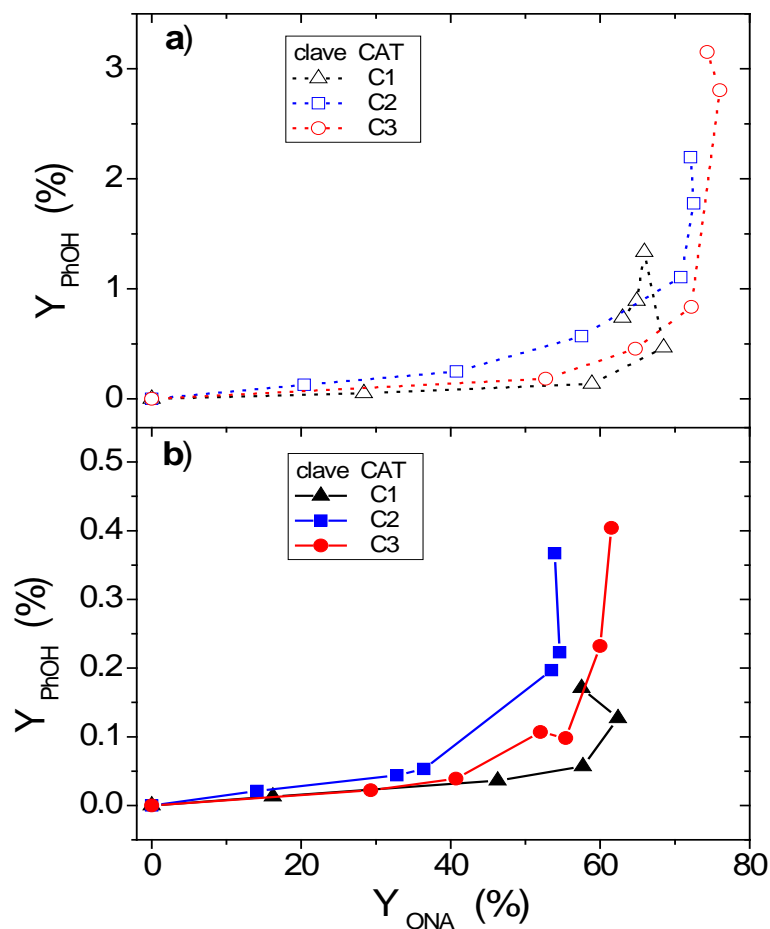 a)
clave CAT
C1
C2
C3
3
2
1
0
Y PhOH (%)
b)
clave CAT
C1
C2
C3
0.5
0.4
0.3
0.2
0.1
0.0
Y PhOH (%)
0 20 40 60 80
Y ONA (%)